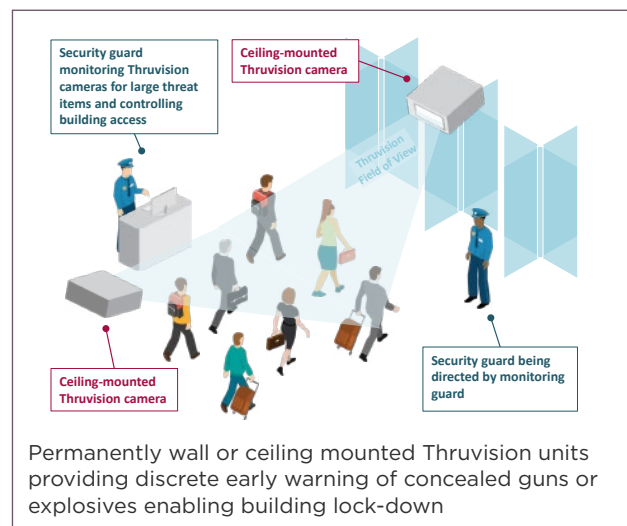 Security guard
monitoring Thruvision
cameras for large threat
items and controlling
building access
Ceiling-mounted
Thruvision camera
Thruvision
Field of View
Ceiling-mounted
Thruvision camera
Security guard being
directed by monitoring
guard
Permanently wall or ceiling mounted Thruvision units
providing discrete early warning of concealed guns or
explosives enabling building lock-down